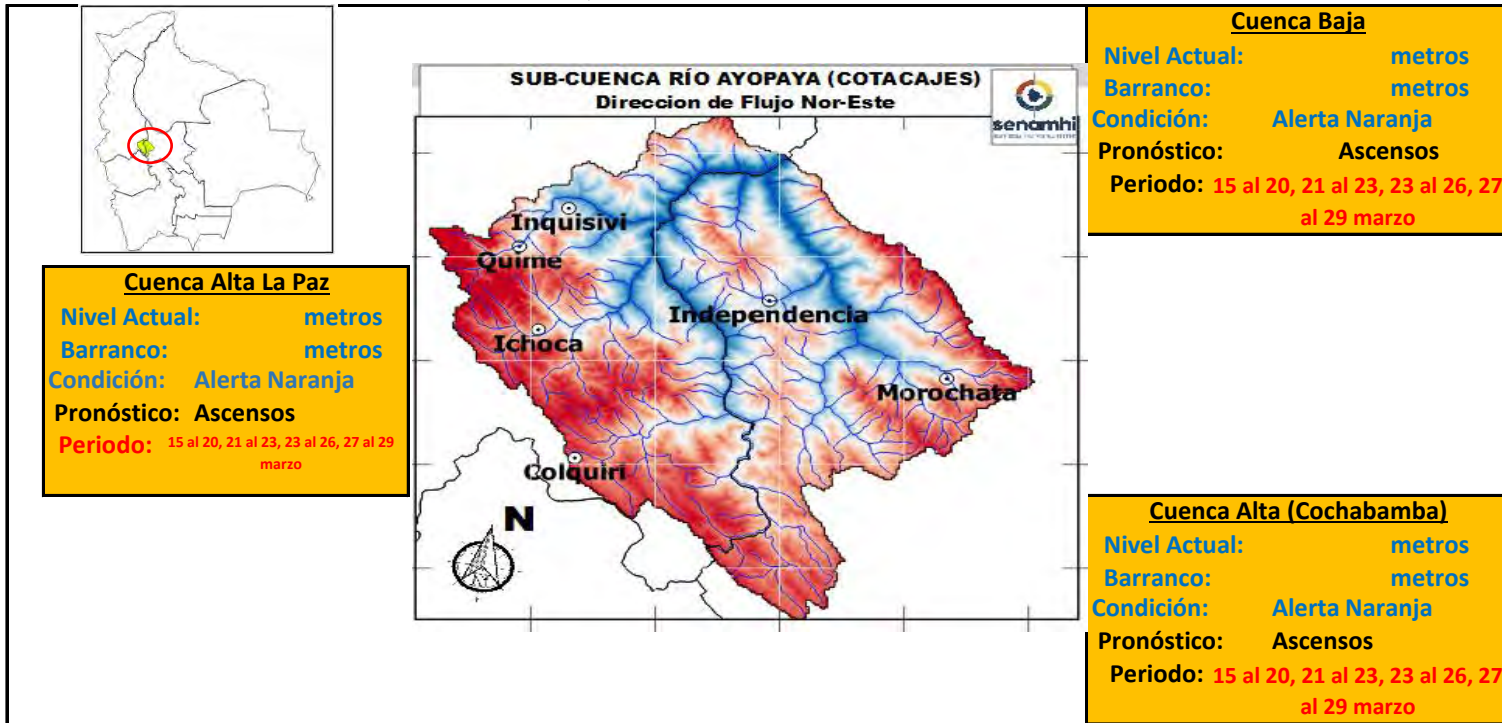 SUB-CUENCA RÍO AYOPAYA (COTACAJES)
Direccion de Flujo Nor-Este
senamhi
Inquisivi
Quime
Independencia
Ichoca
Morochata
Colquiri
N
Cuenca Alta La Paz
Nivel Actual: metros
Barranco: metros
Condición: Alerta Naranja
Pronóstico: Ascensos
Periodo: 15 al 20, 21 al 23, 23 al 26, 27 al 29
marzo
Cuenca Baja
Nivel Actual: metros
Barranco: metros
Condición: Alerta Naranja
Pronóstico: Ascensos
Periodo: 15 al 20, 21 al 23, 23 al 26, 27
al 29 marzo
Cuenca Alta (Cochabamba)
Nivel Actual: metros
Barranco: metros
Condición: Alerta Naranja
Pronóstico: Ascensos
Periodo: 15 al 20, 21 al 23, 23 al 26, 27
al 29 marzo